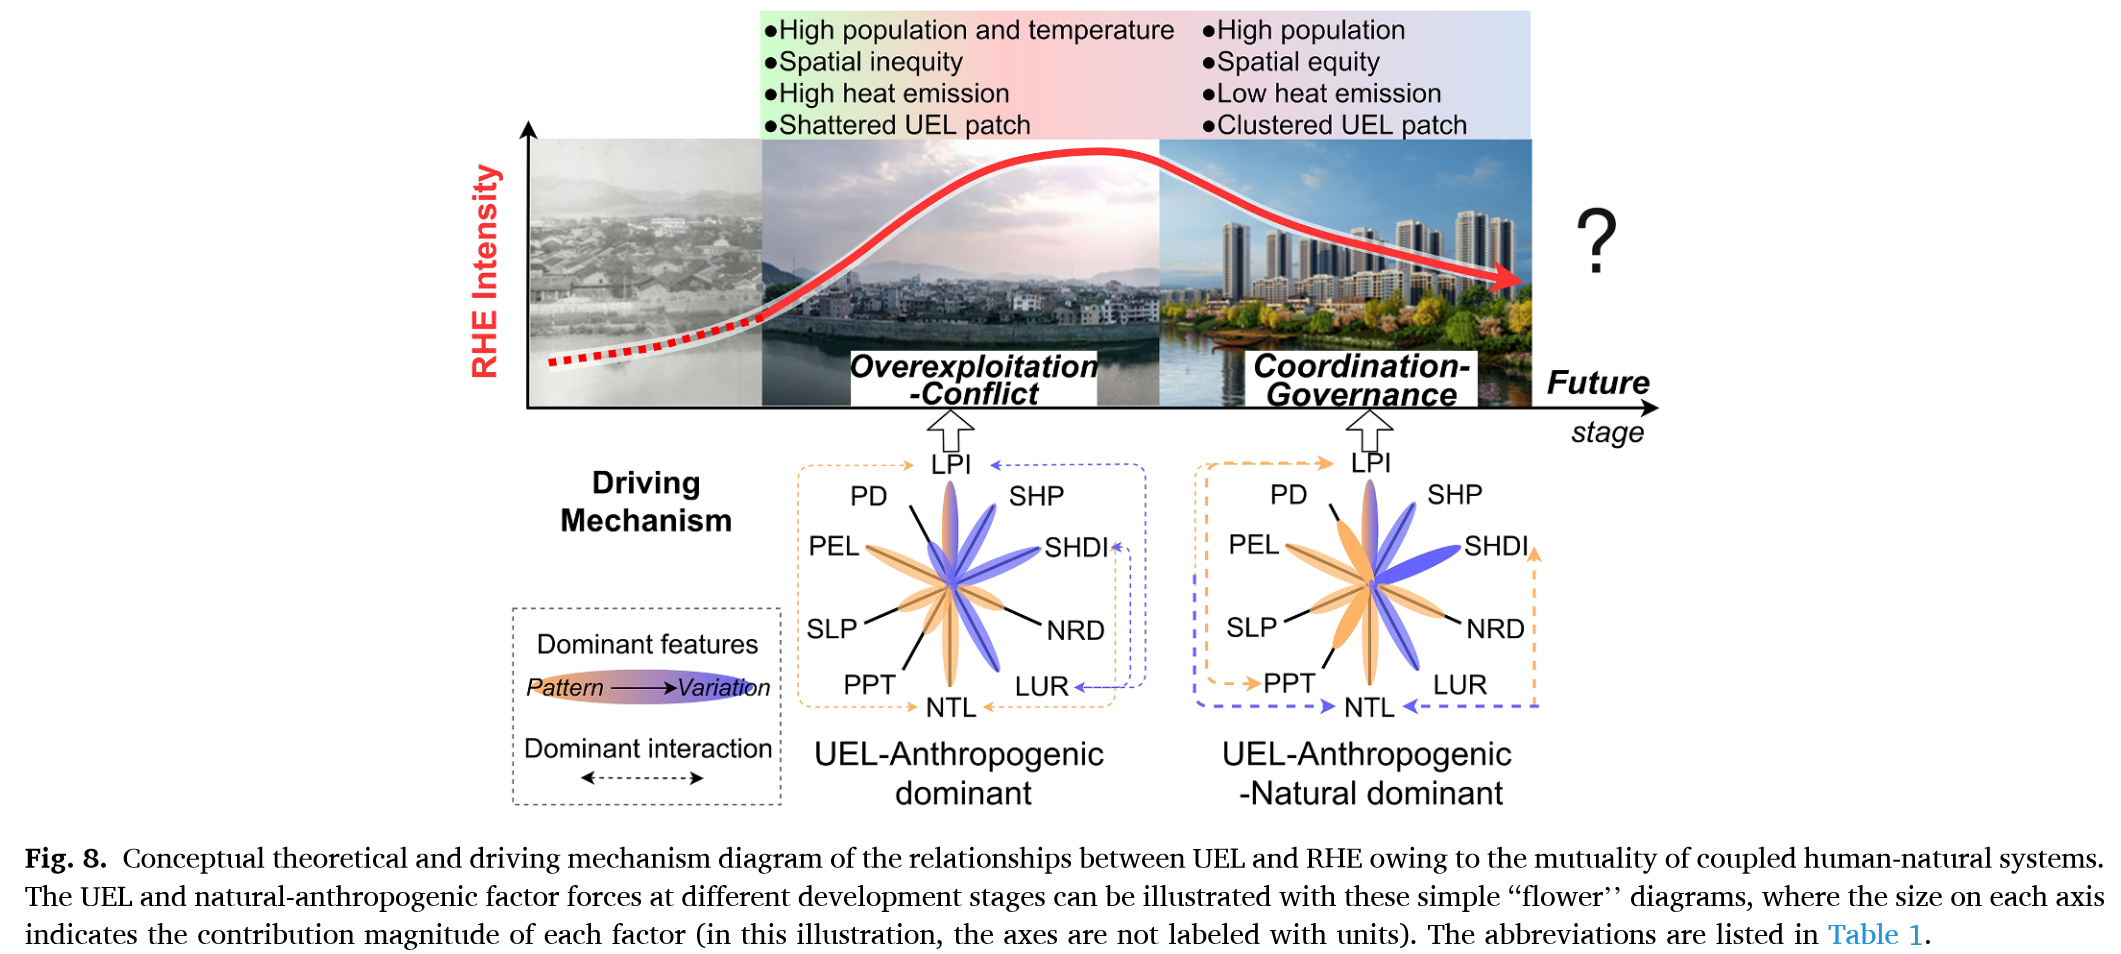 ●High population and temperature
●Spatial inequity
●High heat emission
●Shattered UEL patch
●High population
●Spatial equity
●Low heat emission
●Clustered UEL patch
RHE Intensity
?
Overexploitation
-Conflict
Coordination-
Governance
Future
stage
Driving
Mechanism
Dominant features
Pattern
Variation
Dominant interaction
LPI
SHP
SHDI
NRD
LUR
NTL
PPT
SLP
PEL
PD
UEL-Anthropogenic
dominant
LPI
SHP
SHDI
NRD
LUR
NTL
PPT
SLP
PEL
PD
UEL-Anthropogenic
-Natural dominant
Fig. 8. Conceptual theoretical and driving mechanism diagram of the relationships between UEL and RHE owing to the mutuality of coupled human-natural systems.
The UEL and natural-anthropogenic factor forces at different development stages can be illustrated with these simple “flower’’ diagrams, where the size on each axis
indicates the contribution magnitude of each factor (in this illustration, the axes are not labeled with units). The abbreviations are listed in Table 1.